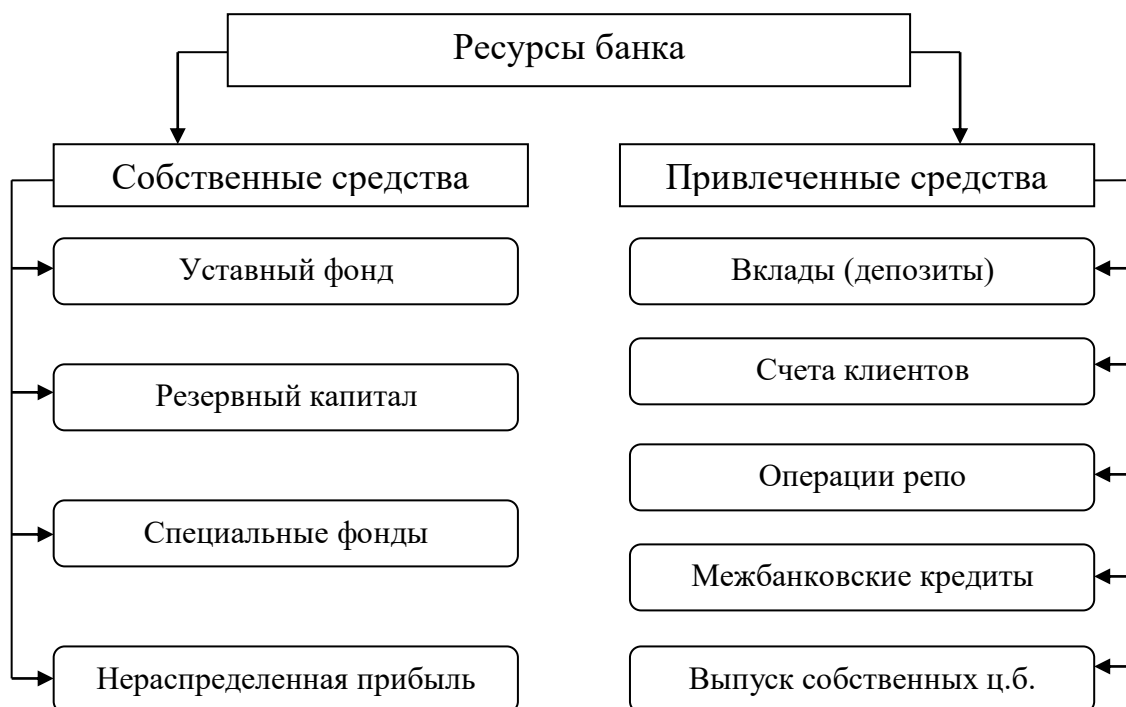 Ресурсы банка
Собственные средства
Привлеченные средства
Уставный фонд
Вклады (депозиты)
Резервный капитал
Счета клиентов
Специальные фонды
Операции репо
Нераспределенная прибыль
Межбанковские кредиты
Выпуск собственных ц.б.